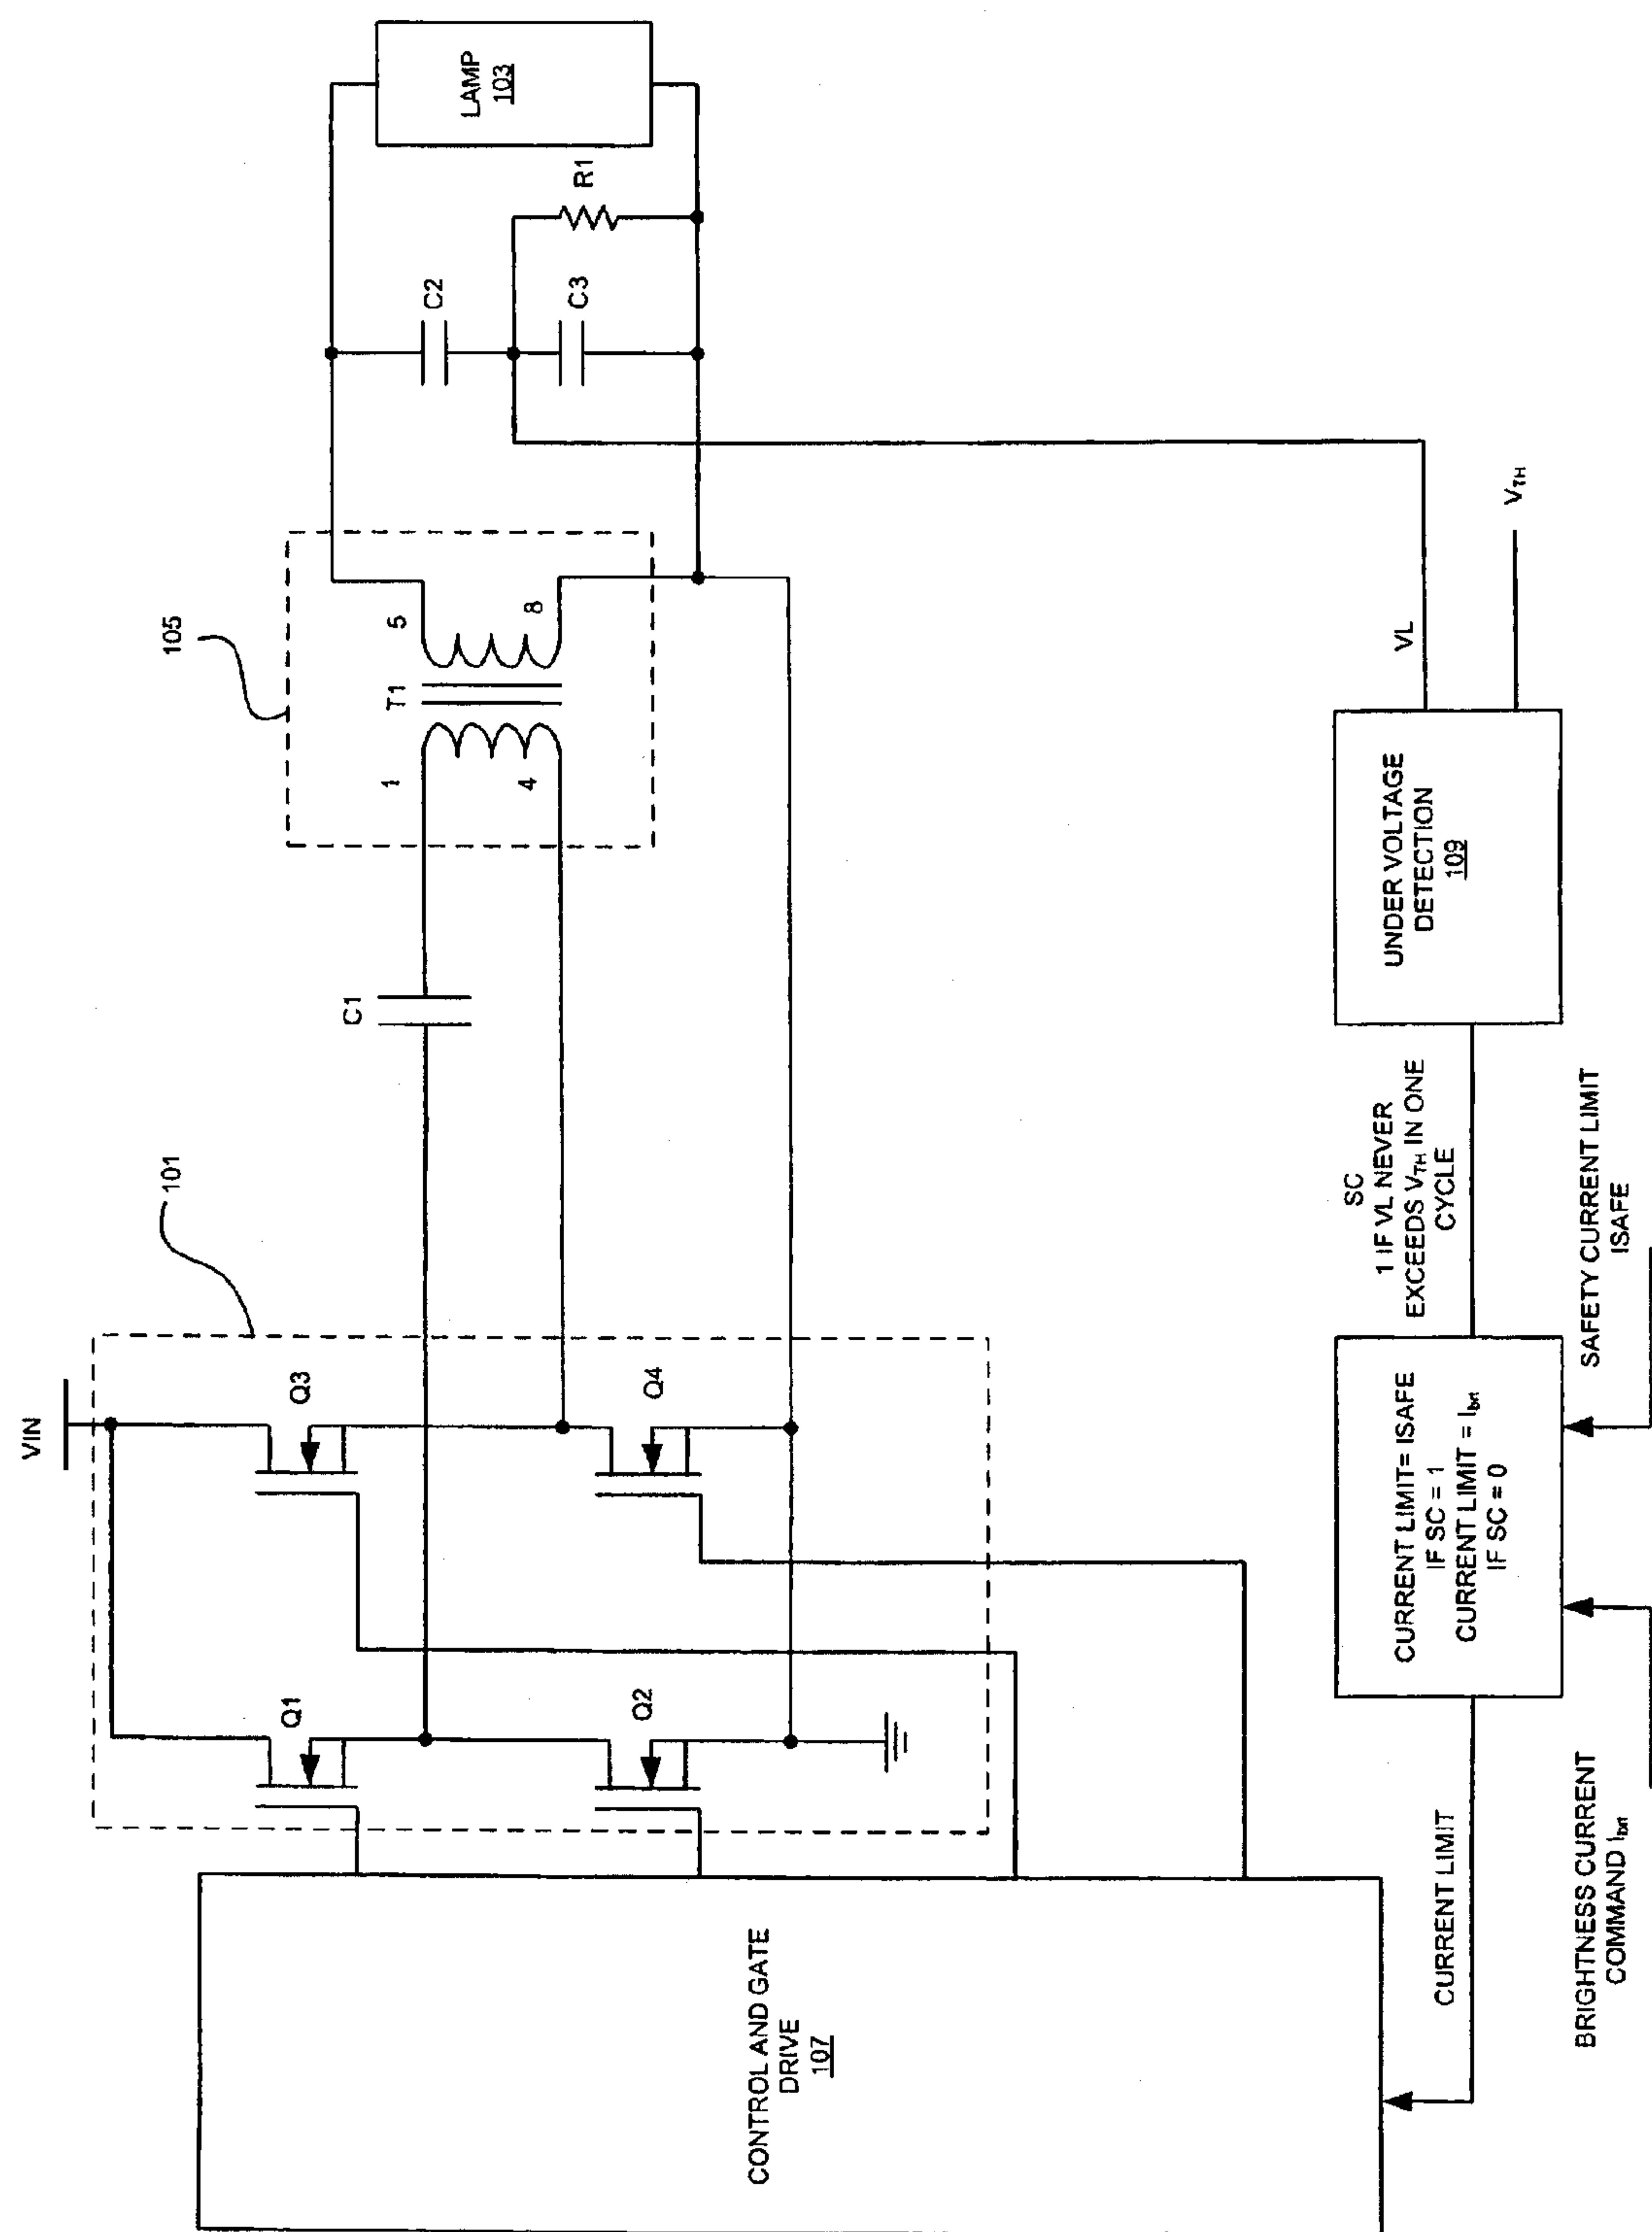 VIN
101
105
Q1
Q3
Q2
Q4
C1
T1
1
4
5
8
C2
C3
R1
LAMP
103
CONTROL AND GATE
DRIVE
107
CURRENT LIMIT
CURRENT LIMIT= ISAFE
IF SC = 1
CURRENT LIMIT = Ibrt
IF SC = 0
BRIGHTNESS CURRENT
COMMAND Ibrt
SAFETY CURRENT LIMIT
ISAFE
SC
1 IF VL NEVER
EXCEEDS VTH IN ONE
CYCLE
UNDER VOLTAGE
DETECTION
109
VL
VTH